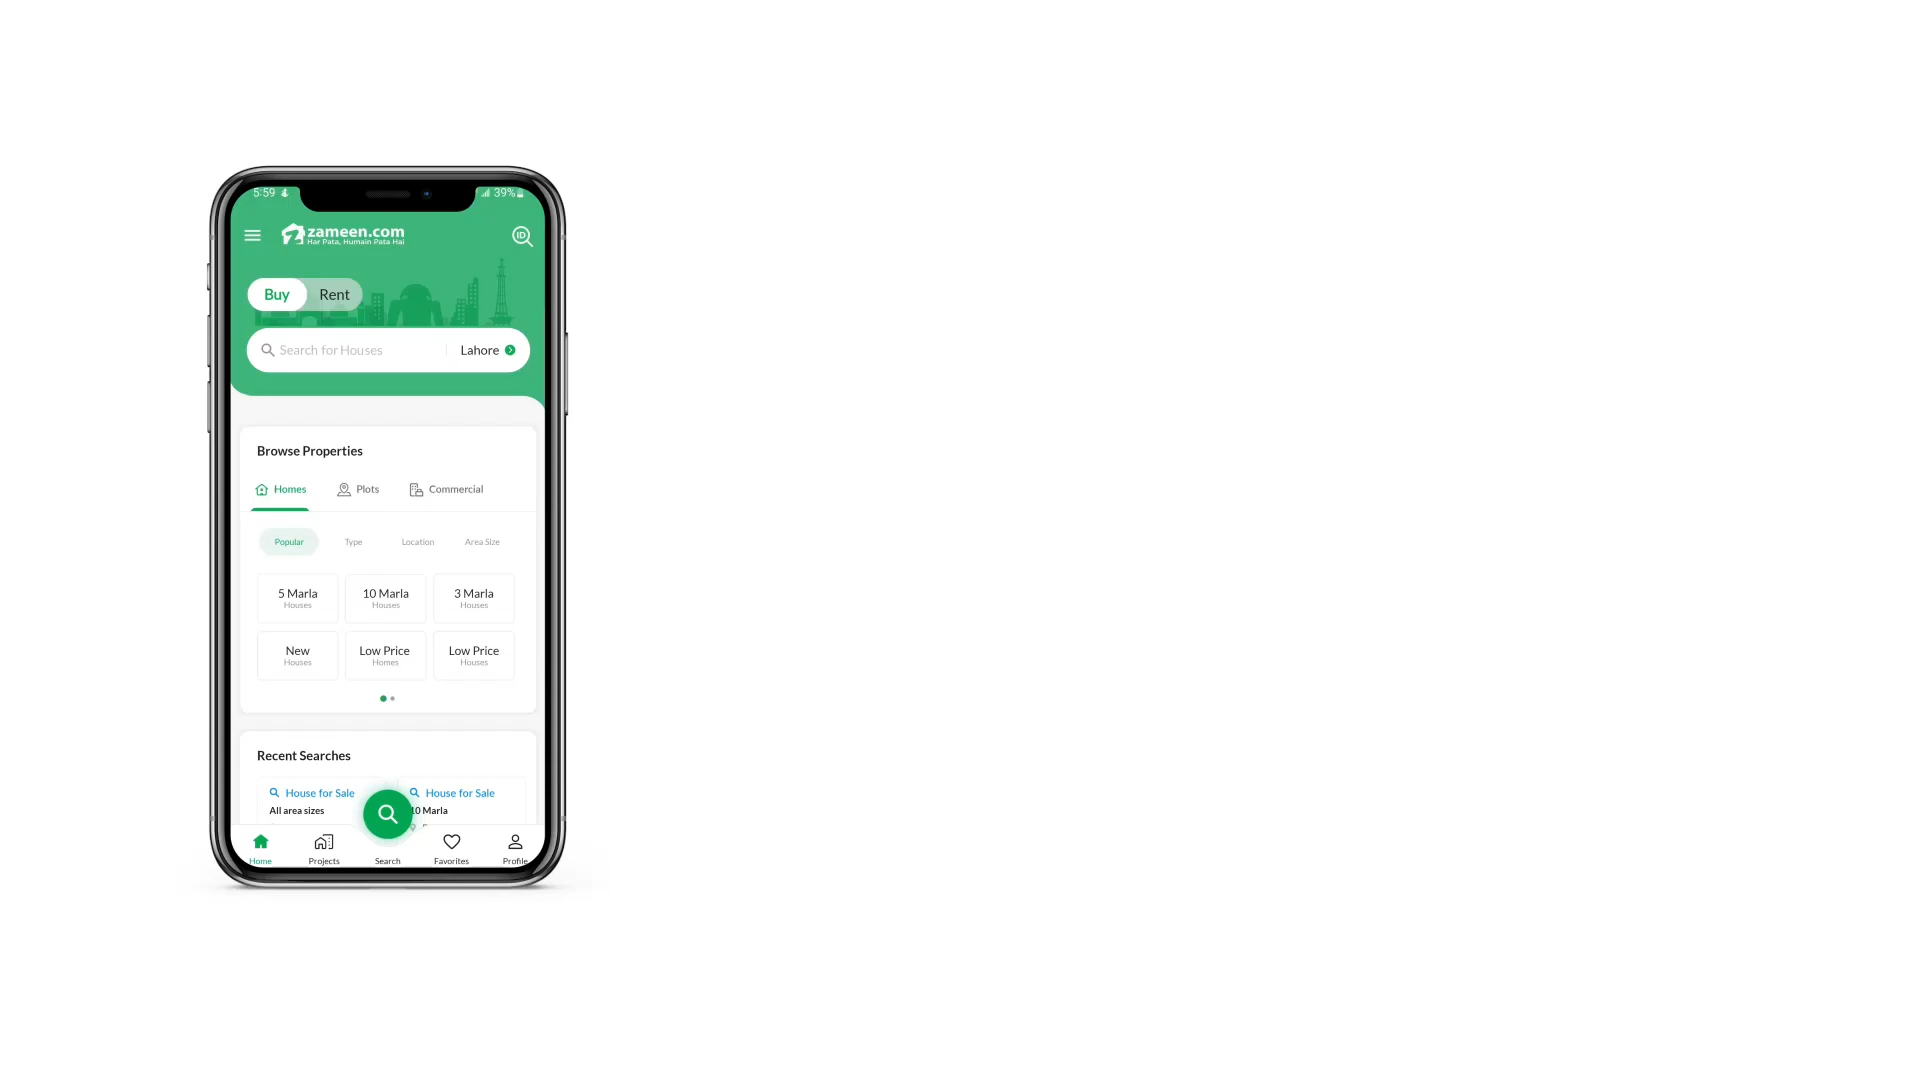 5:59
39%
zameen.com
Har Pata, Humain Pata Hai
ID
Buy Rent
Search for Houses Lahore
Browse Properties
Homes Plots Commercial
Popular Type Location Area Size
5 Marla 10 Marla 3 Marla
Houses Houses Houses
New Low Price Low Price
Houses Homes Houses
Recent Searches
House for Sale House for Sale
All area sizes 10 Marla
Home Projects Search Favorites Profile